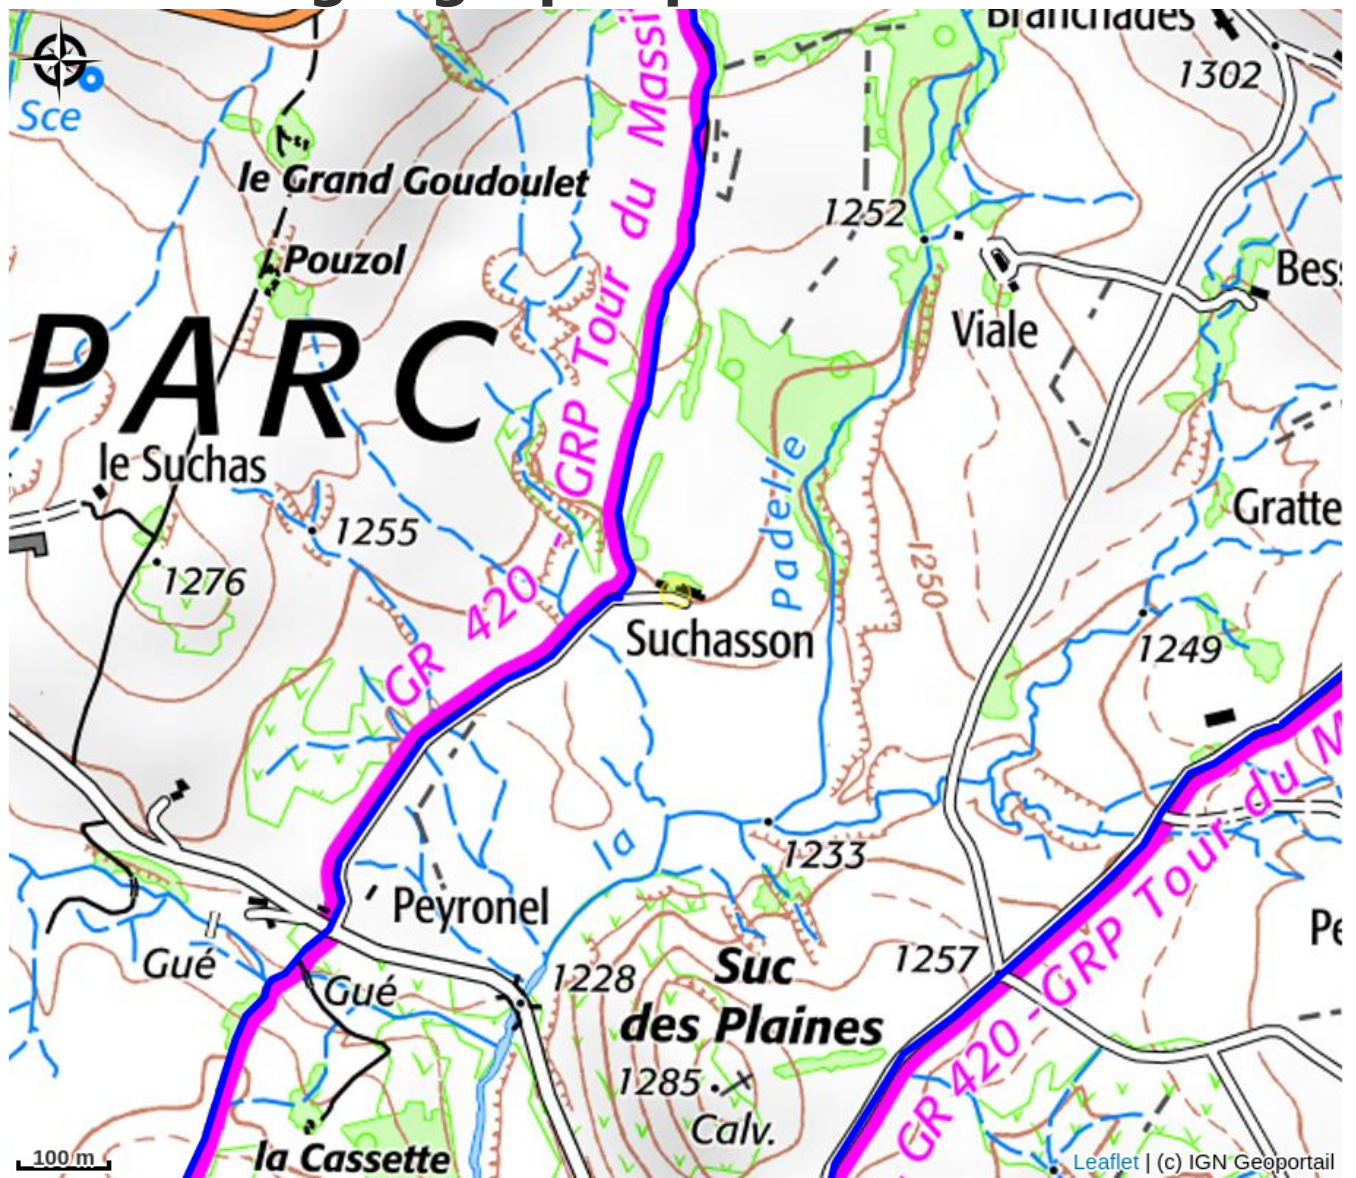 Branchades
1302
Sce
le Grand Goudoulet
GRP Tour du Massi
1252
Pouzol
Bess
Viale
PARC
le Suchas
Padelle
Gratte
1255
1276
1250
GR 420 -
1249
Suchasson
la
1233
Peyronel
1257
Gué
Gué
1228
Suc
des Plaines
1285
Calv.
GR 420 - GRP Tour du M
Pe
la Cassette
100 m
Leaflet | (c) IGN Geoportail